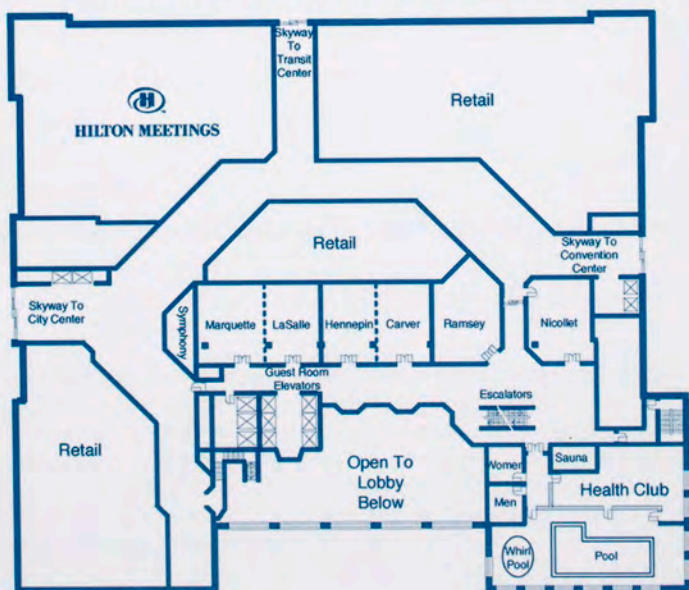 Skyway
To
Transit
Center
H
HILTON MEETINGS
Retail
Retail
Skyway To
Convention
Center
Skyway To
City Center
Symphony
Marquette
LaSalle
Hennepin
Carver
Ramsey
Nicollet
Guest Room
Elevators
Escalators
Retail
Open To
Lobby
Below
Women
Men
Sauna
Health Club
Whirl
Pool
Pool